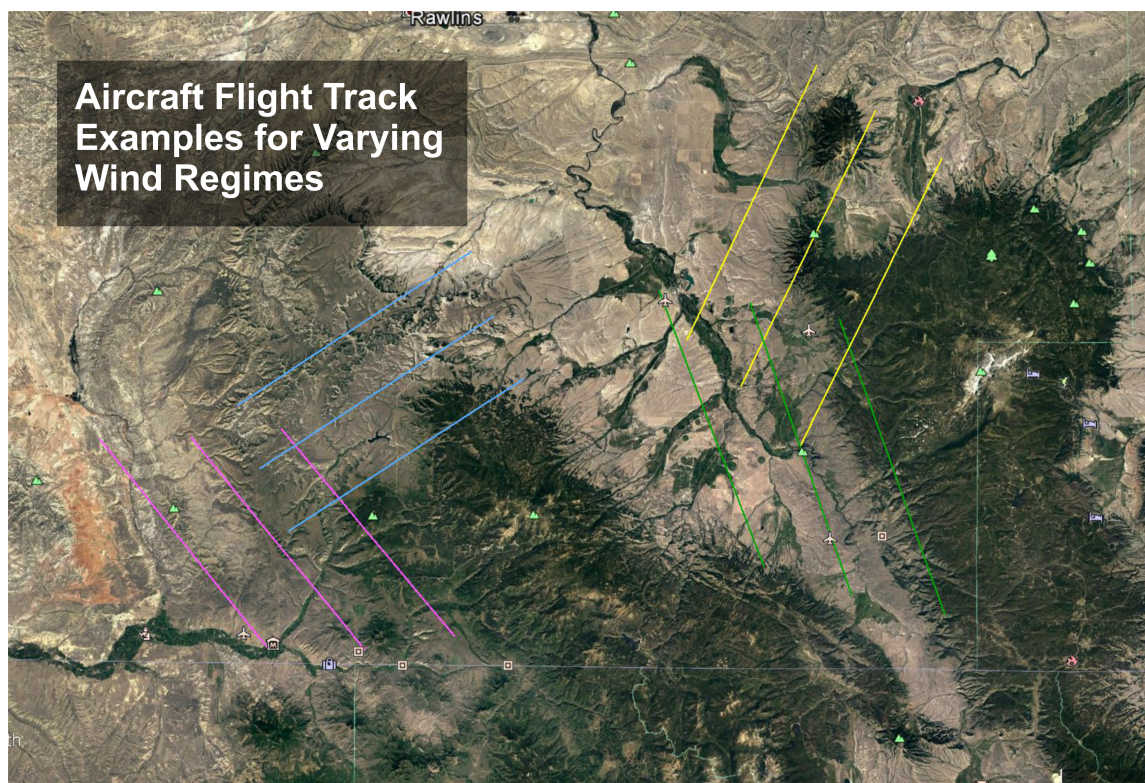 Rawlins
Aircraft Flight Track
Examples for Varying
Wind Regimes